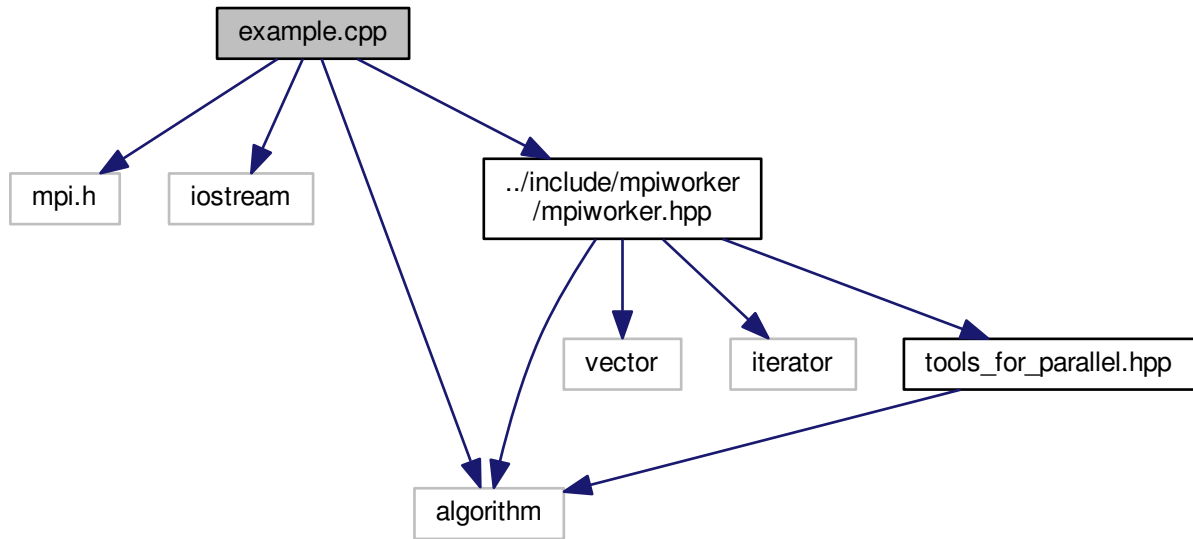 example.cpp
mpi.h
iostream
../include/mpiworker
/mpiworker.hpp
vector
iterator
tools_for_parallel.hpp
algorithm